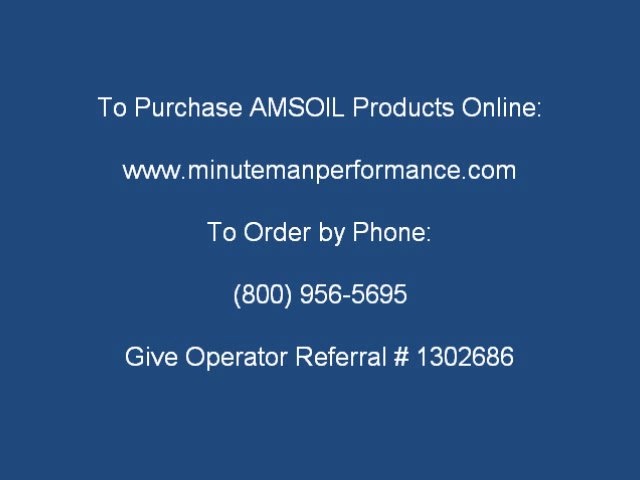 To Purchase AMSOIL Products Online:
www.minutemanperformance.com
To Order by Phone:
(800) 956-5695
Give Operator Referral # 1302686